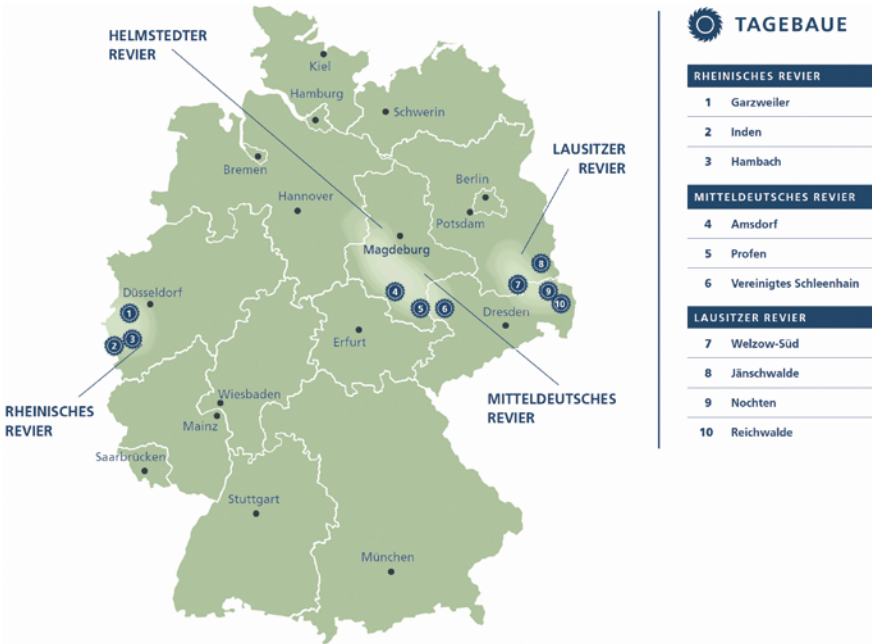 HELMSTEDTER
REVIER
Kiel
Hamburg
Schwerin
Bremen
LAUSITZER
REVIER
Berlin
Hannover
Potsdam
Magdeburg
8
7
9
10
4
5
6
Düsseldorf
1
2
3
Dresden
Erfurt
RHEINISCHES
REVIER
Wiesbaden
Mainz
MITTELDEUTSCHES
REVIER
Saarbrücken
Stuttgart
München
TAGEBAUE
RHEINISCHES REVIER
1 Garzweiler
2 Inden
3 Hambach
MITTELDEUTSCHES REVIER
4 Amsdorf
5 Profen
6 Vereinigtes Schleenhain
LAUSITZER REVIER
7 Welzow-Süd
8 Jänschwalde
9 Nochten
10 Reichwalde